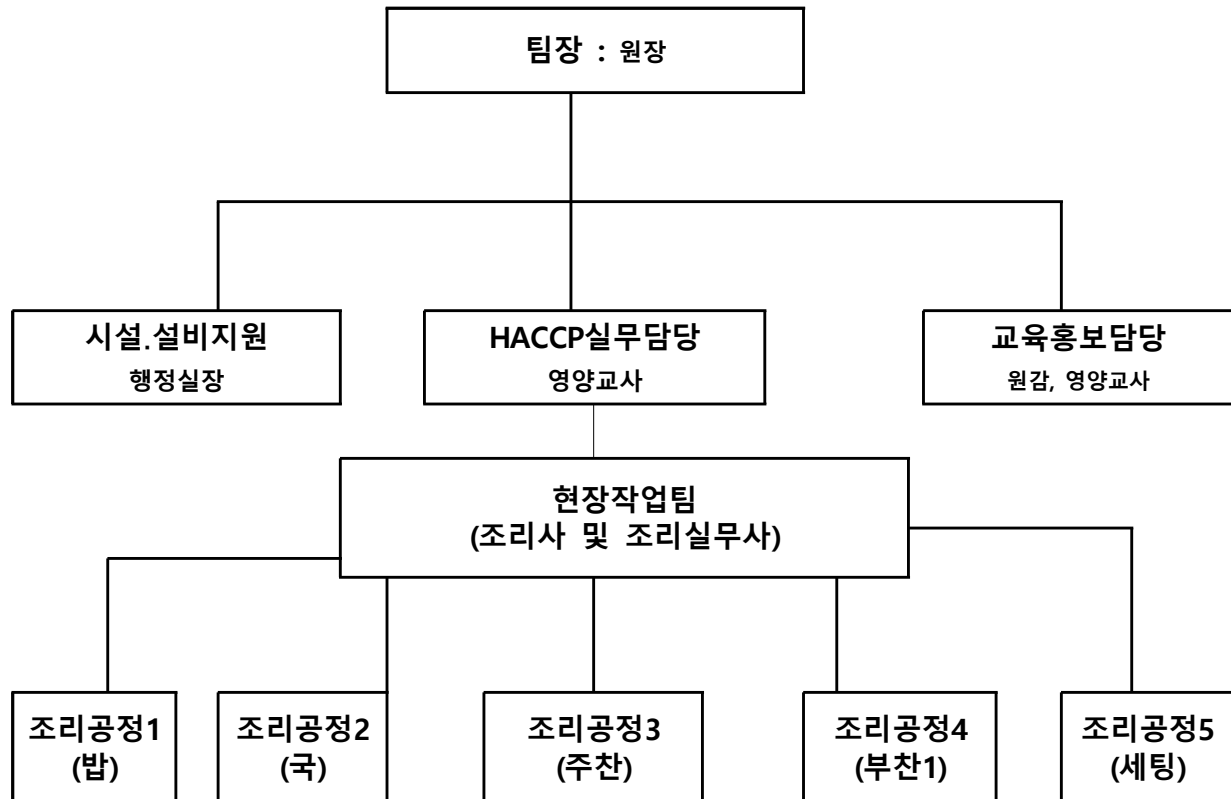 팀장 : 원장
시설.설비지원
행정실장
HACCP실무담당
영양교사
교육홍보담당
원감, 영양교사
현장작업팀
(조리사 및 조리실무사)
조리공정1
(밥)
조리공정2
(국)
조리공정3
(주찬)
조리공정4
(부찬1)
조리공정5
(세팅)